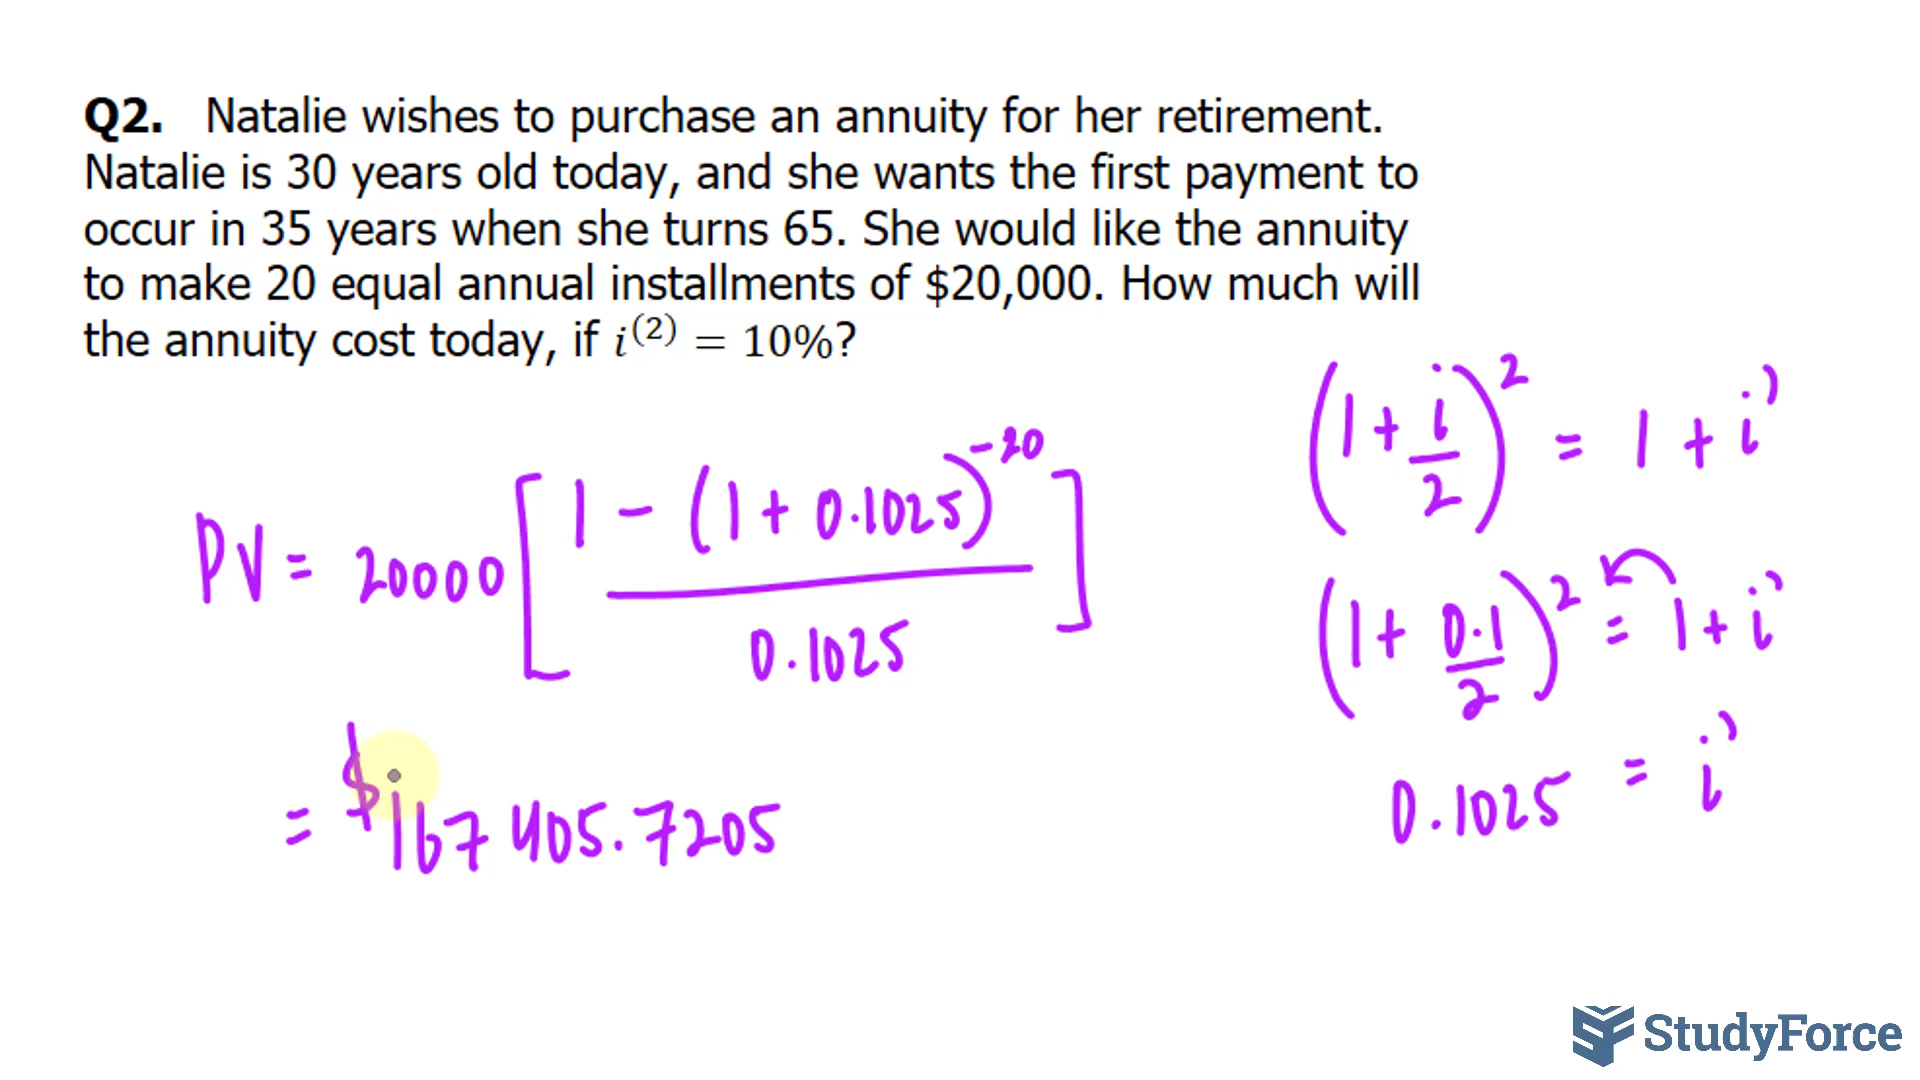 Q2. Natalie wishes to purchase an annuity for her retirement.
Natalie is 30 years old today, and she wants the first payment to
occur in 35 years when she turns 65. She would like the annuity
to make 20 equal annual installments of $20,000. How much will
the annuity cost today, if i^(2) = 10%?
PV = 20000 [ (1 - (1 + 0.1025)^-20) / 0.1025 ]
= $167 405.7205
(1 + i/2)^2 = 1 + i'
(1 + 0.1/2)^2 = 1 + i'
0.1025 = i'
StudyForce